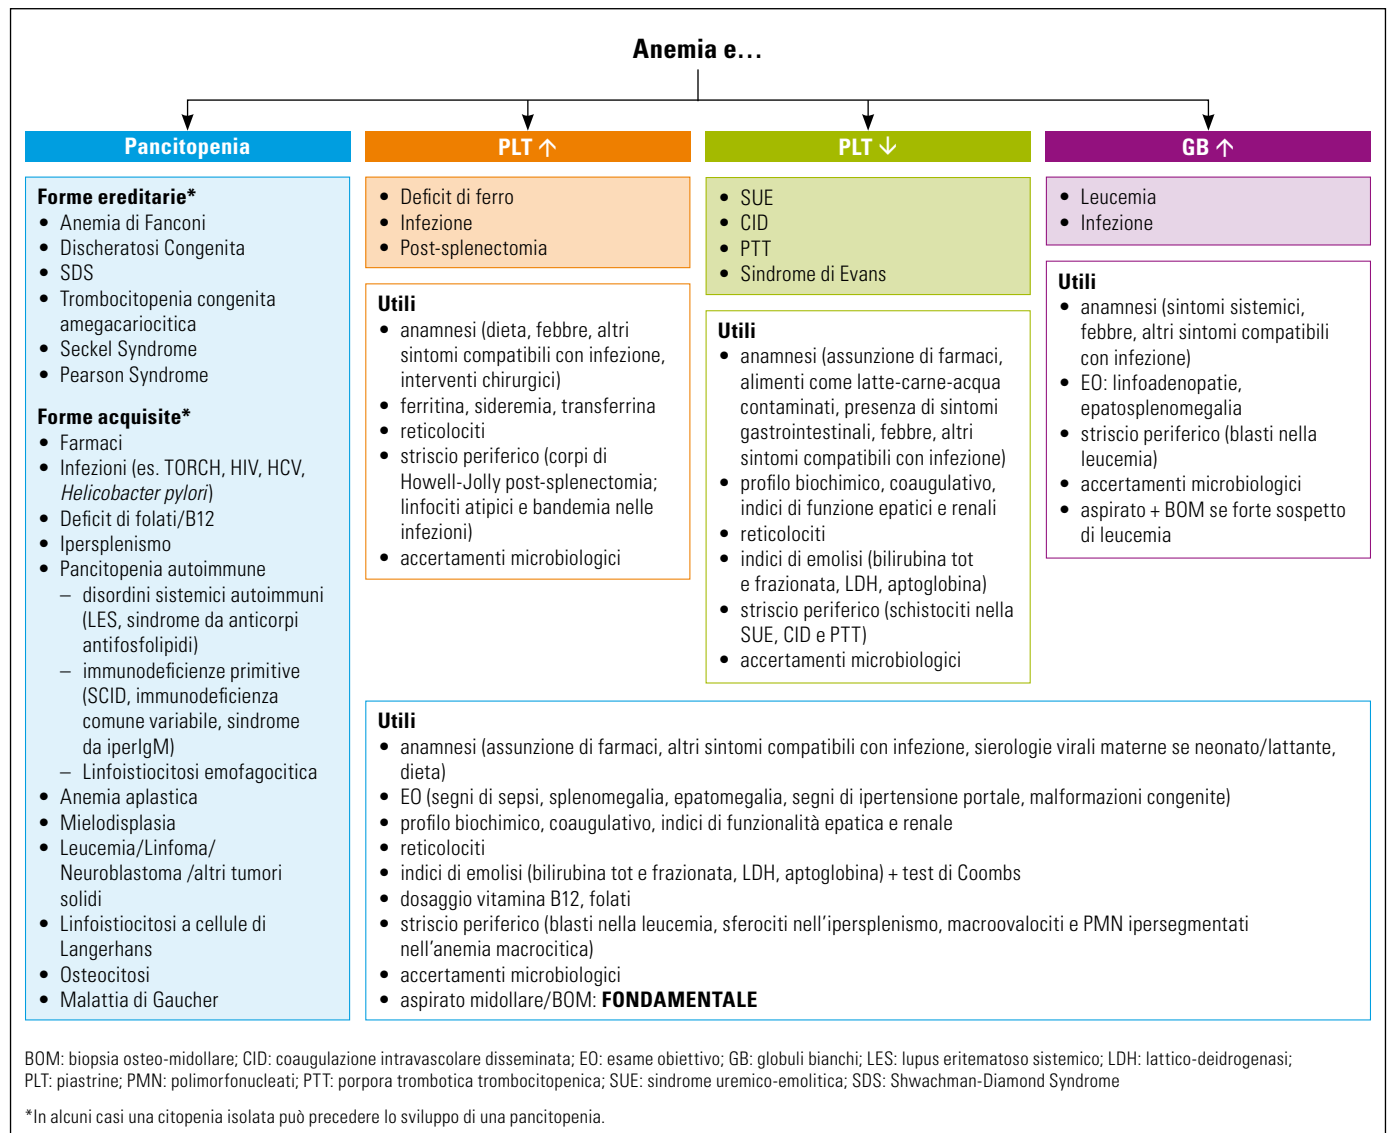 Anemia e...
Pancitopenia
Forme ereditarie*
• Anemia di Fanconi
• Discheratosi Congenita
• SDS
• Trombocitopenia congenita
amegacariocitica
• Seckel Syndrome
• Pearson Syndrome
Forme acquisite*
• Farmaci
• Infezioni (es. TORCH, HIV, HCV,
Helicobacter pylori)
• Deficit di folati/B12
• Ipersplenismo
• Pancitopenia autoimmune
– disordini sistemici autoimmuni
(LES, sindrome da anticorpi
antifosfolipidi)
– immunodeficienze primitive
(SCID, immunodeficienza
comune variabile, sindrome
da iperIgM)
– Linfoistiocitosi emofagocitica
• Anemia aplastica
• Mielodisplasia
• Leucemia/Linfoma/
Neuroblastoma /altri tumori
solidi
• Linfoistiocitosi a cellule di
Langerhans
• Osteocitosi
• Malattia di Gaucher
PLT ↑
• Deficit di ferro
• Infezione
• Post-splenectomia
Utili
• anamnesi (dieta, febbre, altri
sintomi compatibili con infezione,
interventi chirurgici)
• ferritina, sideremia, transferrina
• reticolociti
• striscio periferico (corpi di
Howell-Jolly post-splenectomia;
linfociti atipici e bandemia nelle
infezioni)
• accertamenti microbiologici
PLT ↓
• SUE
• CID
• PTT
• Sindrome di Evans
Utili
• anamnesi (assunzione di farmaci,
alimenti come latte-carne-acqua
contaminati, presenza di sintomi
gastrointestinali, febbre, altri
sintomi compatibili con infezione)
• profilo biochimico, coaugulativo,
indici di funzione epatici e renali
• reticolociti
• indici di emolisi (bilirubina tot
e frazionata, LDH, aptoglobina)
• striscio periferico (schistociti nella
SUE, CID e PTT)
• accertamenti microbiologici
GB ↑
• Leucemia
• Infezione
Utili
• anamnesi (sintomi sistemici,
febbre, altri sintomi compatibili
con infezione)
• EO: linfoadenopatie,
epatosplenomegalia
• striscio periferico (blasti nella
leucemia)
• accertamenti microbiologici
• aspirato + BOM se forte sospetto
di leucemia
Utili
• anamnesi (assunzione di farmaci, altri sintomi compatibili con infezione, sierologie virali materne se neonato/lattante,
dieta)
• EO (segni di sepsi, splenomegalia, epatomegalia, segni di ipertensione portale, malformazioni congenite)
• profilo biochimico, coaugulativo, indici di funzionalità epatica e renale
• reticolociti
• indici di emolisi (bilirubina tot e frazionata, LDH, aptoglobina) + test di Coombs
• dosaggio vitamina B12, folati
• striscio periferico (blasti nella leucemia, sferociti nell'ipersplenismo, macroovalociti e PMN ipersegmentati
nell'anemia macrocitica)
• accertamenti microbiologici
• aspirato midollare/BOM: FONDAMENTALE
BOM: biopsia osteo-midollare; CID: coaugulazione intravascolare disseminata; EO: esame obiettivo; GB: globuli bianchi; LES: lupus eritematoso sistemico; LDH: lattico-deidrogenasi;
PLT: piastrine; PMN: polimorfonucleati; PTT: porpora trombotica trombocitopenica; SUE: sindrome uremico-emolitica; SDS: Shwachman-Diamond Syndrome
*In alcuni casi una citopenia isolata può precedere lo sviluppo di una pancitopenia.